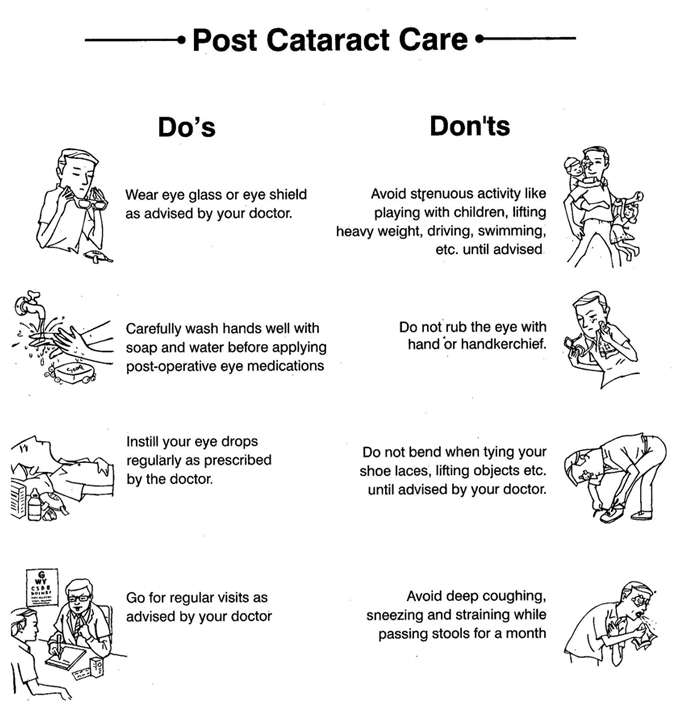 Post Cataract Care
Do's
Don'ts
Wear eye glass or eye shield
as advised by your doctor.
Avoid strenuous activity like
playing with children, lifting
heavy weight, driving, swimming,
etc. until advised
Carefully wash hands well with
soap and water before applying
post-operative eye medications
Do not rub the eye with
hand or handkerchief.
Instill your eye drops
regularly as prescribed
by the doctor.
Do not bend when tying your
shoe laces, lifting objects etc.
until advised by your doctor.
Go for regular visits as
advised by your doctor
Avoid deep coughing,
sneezing and straining while
passing stools for a month
G
WY